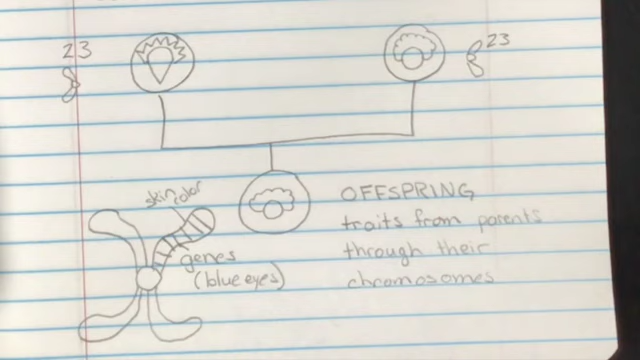 23
23
skin color
genes
(blue eyes)
OFFSPRING
traits from parents
through their
chromosomes